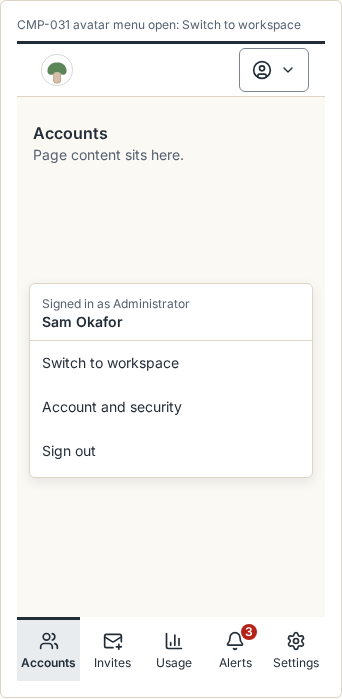 CMP-031 avatar menu open: Switch to workspace
Accounts
Page content sits here.
Signed in as Administrator
Sam Okafor
Switch to workspace
Account and security
Sign out
3
Accounts Invites Usage Alerts Settings